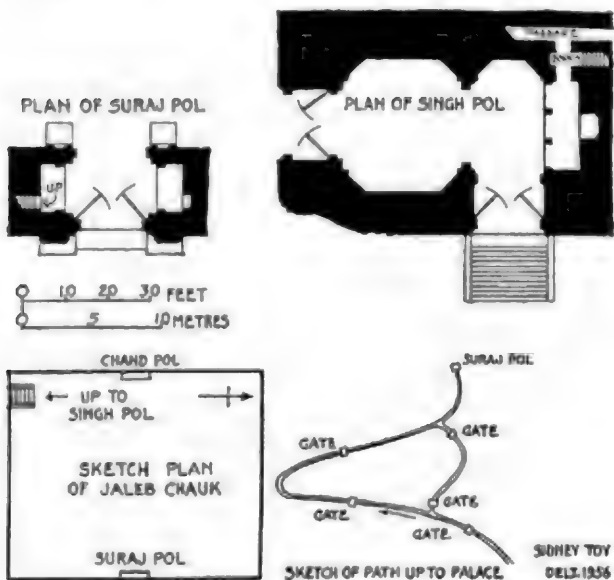 PLAN OF SURAJ POL
UP
PLAN OF SINGH POL
PASSAGE
DOWN
10 20 30 FEET
5 10 METRES
CHAND POL
UP TO
SINGH POL
SKETCH PLAN
OF JALEB CHAUK
SURAJ POL
SURAJ POL
GATE
GATE
GATE
GATE
GATE
SKETCH OF PATH UP TO PALACE
SIDNEY TOY
DELT. 1956